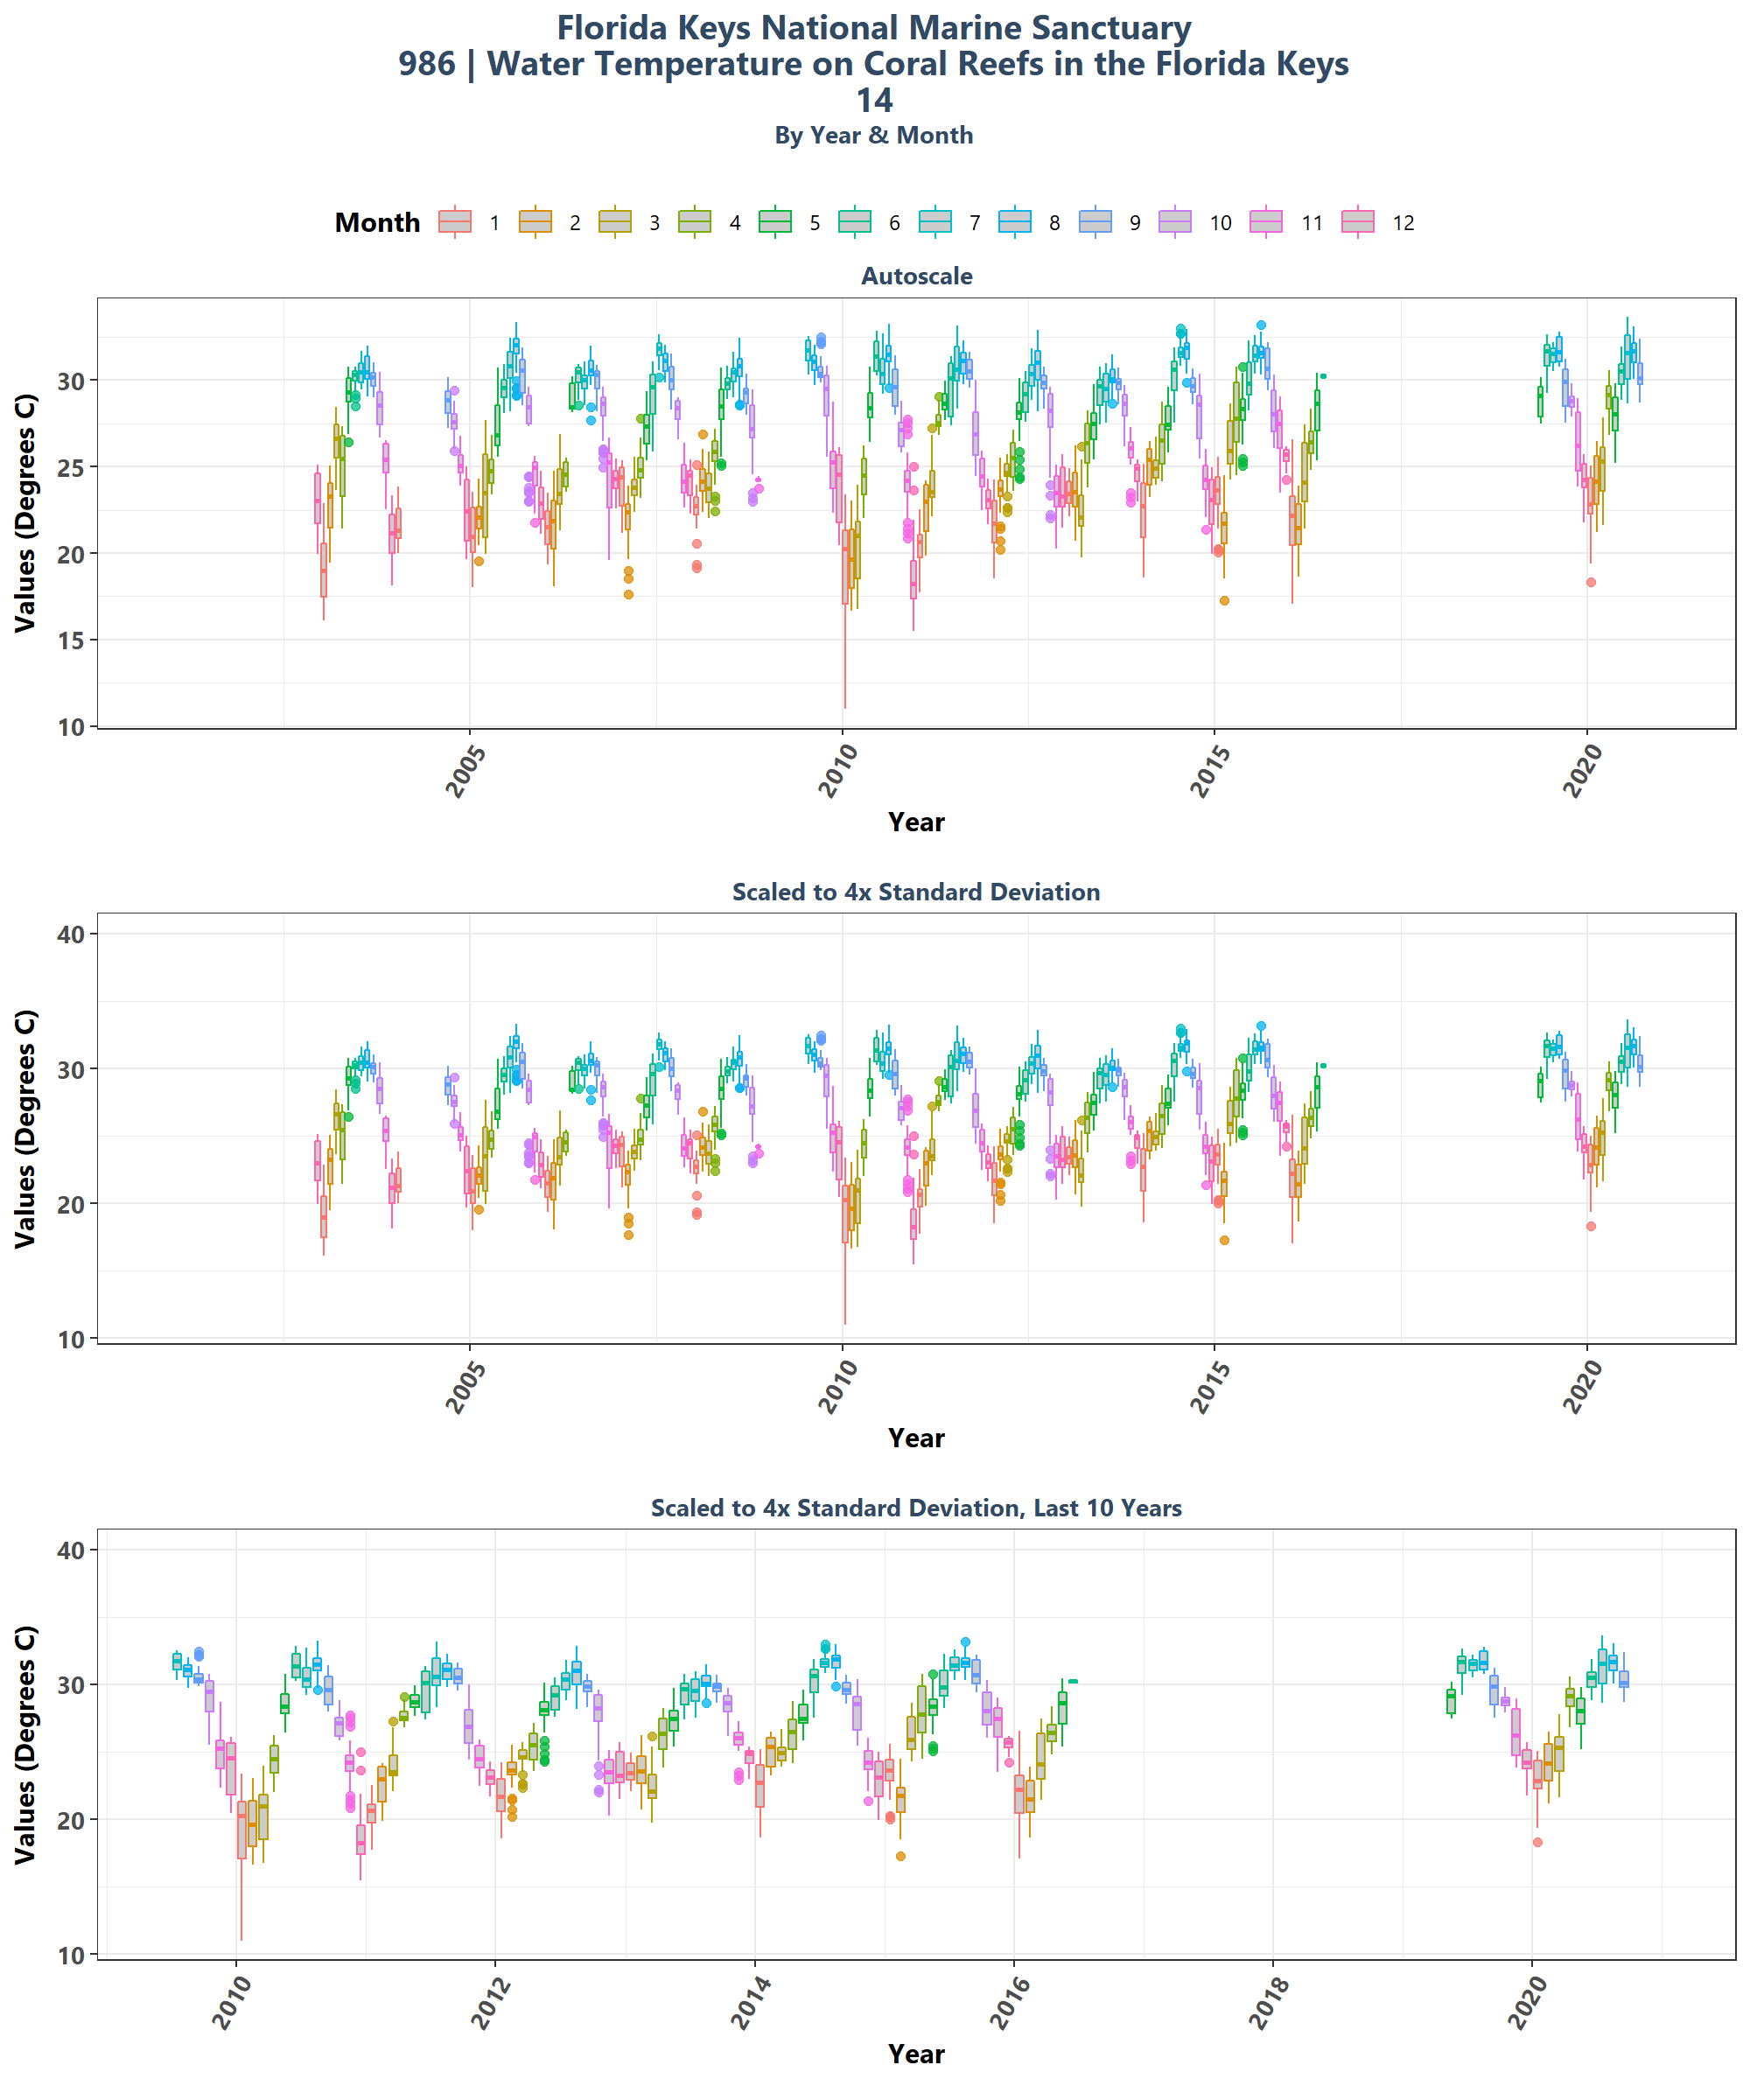 Florida Keys National Marine Sanctuary
986 | Water Temperature on Coral Reefs in the Florida Keys
14
By Year & Month
Month 1 2 3 4 5 6 7 8 9 10 11 12
Autoscale
Values (Degrees C)
30
25
20
15
10
2005 2010 2015 2020
Year
Scaled to 4x Standard Deviation
Values (Degrees C)
40
30
20
10
2005 2010 2015 2020
Year
Scaled to 4x Standard Deviation, Last 10 Years
Values (Degrees C)
40
30
20
10
2010 2012 2014 2016 2018 2020
Year